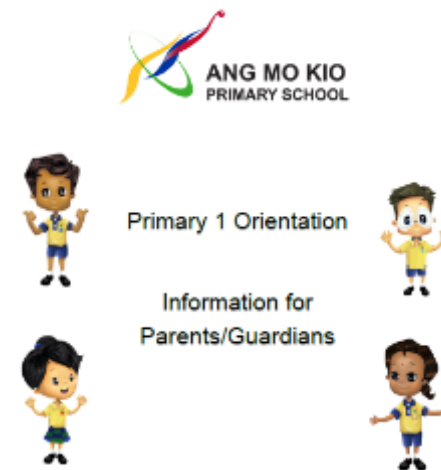 ANG MO KIO
PRIMARY SCHOOL
Primary 1 Orientation
Information for
Parents/Guardians